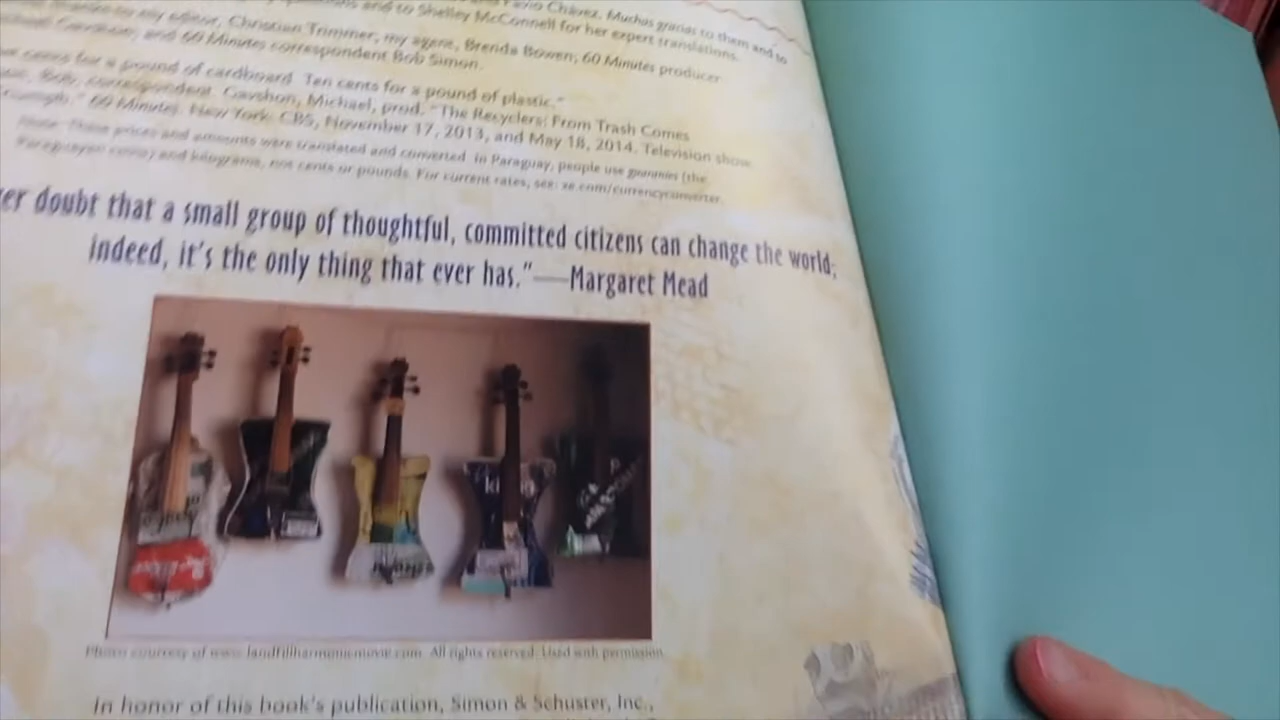 Chávez. Muchas gracias to them and to
and to Shelley McConnell for her expert translations.
my editor, Christian Trimmer, my agent, Brenda Bowen; 60 Minutes producer
and 60 Minutes correspondent Bob Simon.
cents for a pound of cardboard. Ten cents for a pound of plastic."
Bob, correspondent. Gavshon, Michael, prod. "The Recyclers: From Trash Comes
60 Minutes. New York: CBS, November 17, 2013, and May 18, 2014. Television show.
Note: These prices and amounts were translated and converted. In Paraguay, people use guaranies (the
Paraguayan coins) and kilograms, not cents or pounds. For current rates, see: xe.com/currencyconverter.
er doubt that a small group of thoughtful, committed citizens can change the world;
indeed, it's the only thing that ever has."—Margaret Mead
Photo courtesy of www.landfillharmonicmovie.com. All rights reserved. Used with permission.
In honor of this book's publication, Simon & Schuster, Inc.,